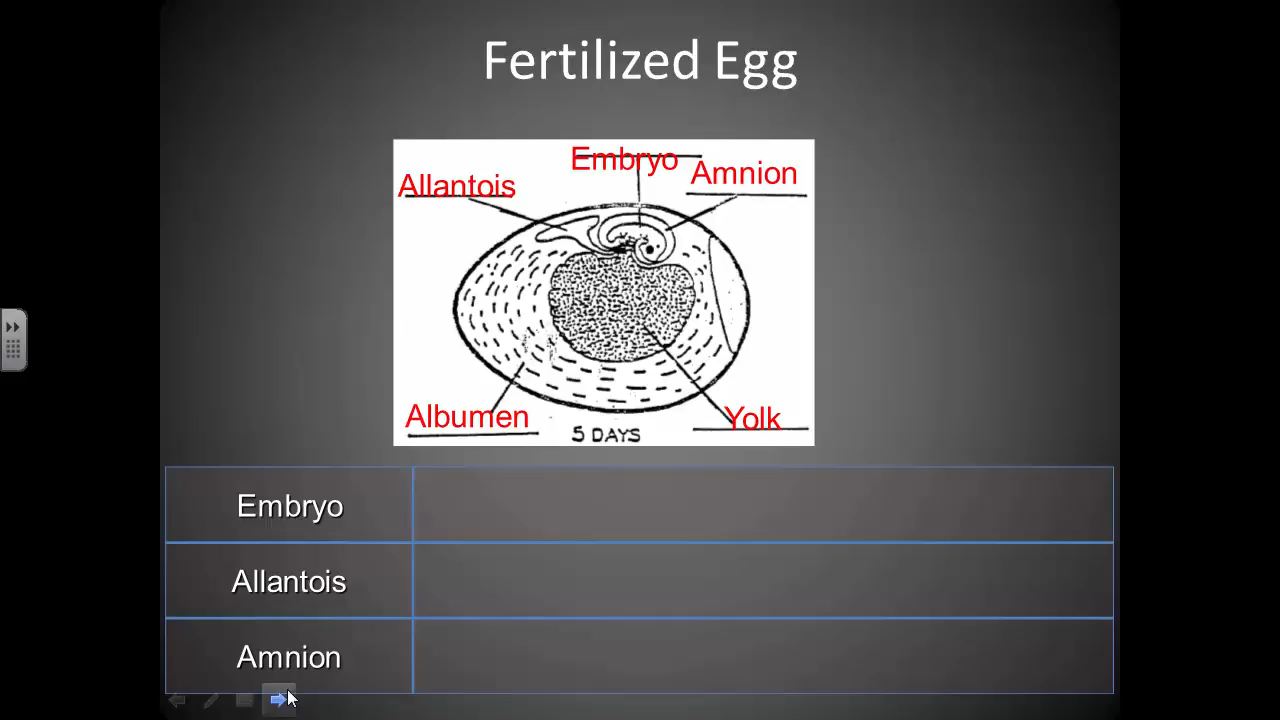 Fertilized Egg
Embryo
Amnion
Allantois
Albumen
Yolk
5 DAYS
Embryo
Allantois
Amnion